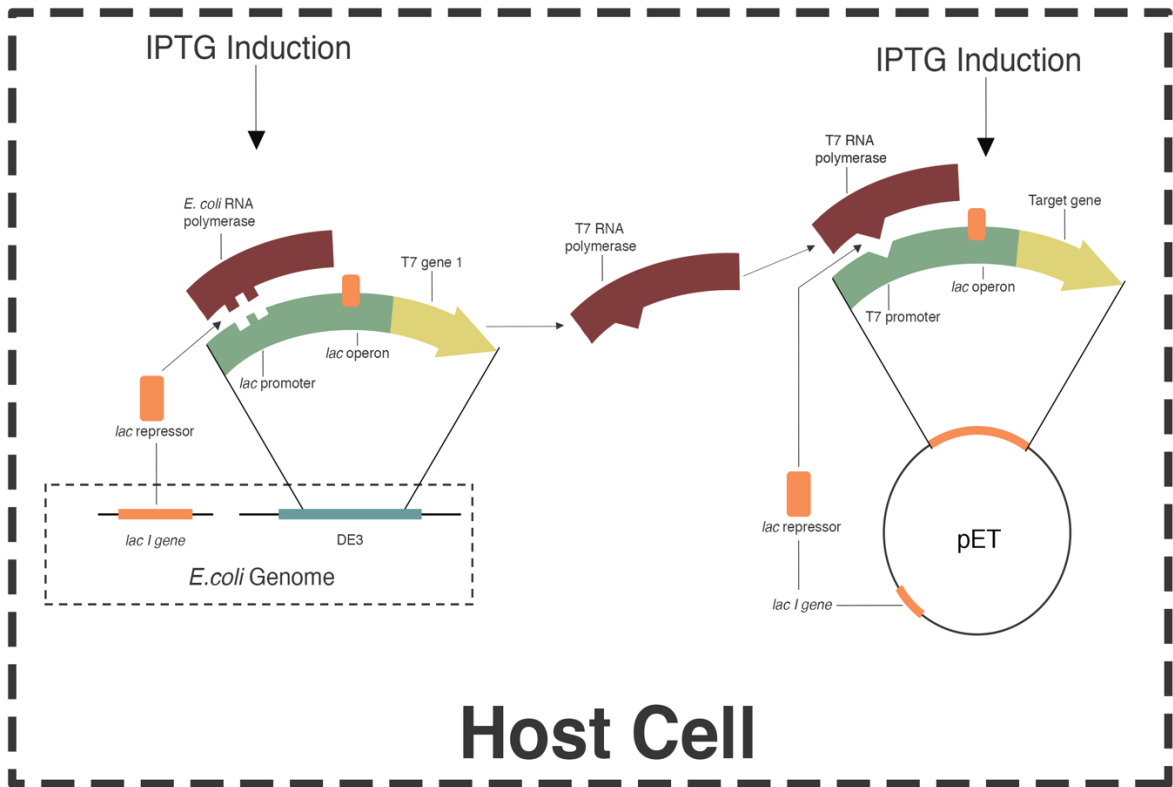 IPTG Induction
IPTG Induction
E. coli RNA
polymerase
T7 gene 1
lac operon
lac promoter
lac repressor
lac I gene
DE3
E.coli Genome
T7 RNA
polymerase
T7 RNA
polymerase
Target gene
lac operon
T7 promoter
lac repressor
lac I gene
pET
Host Cell